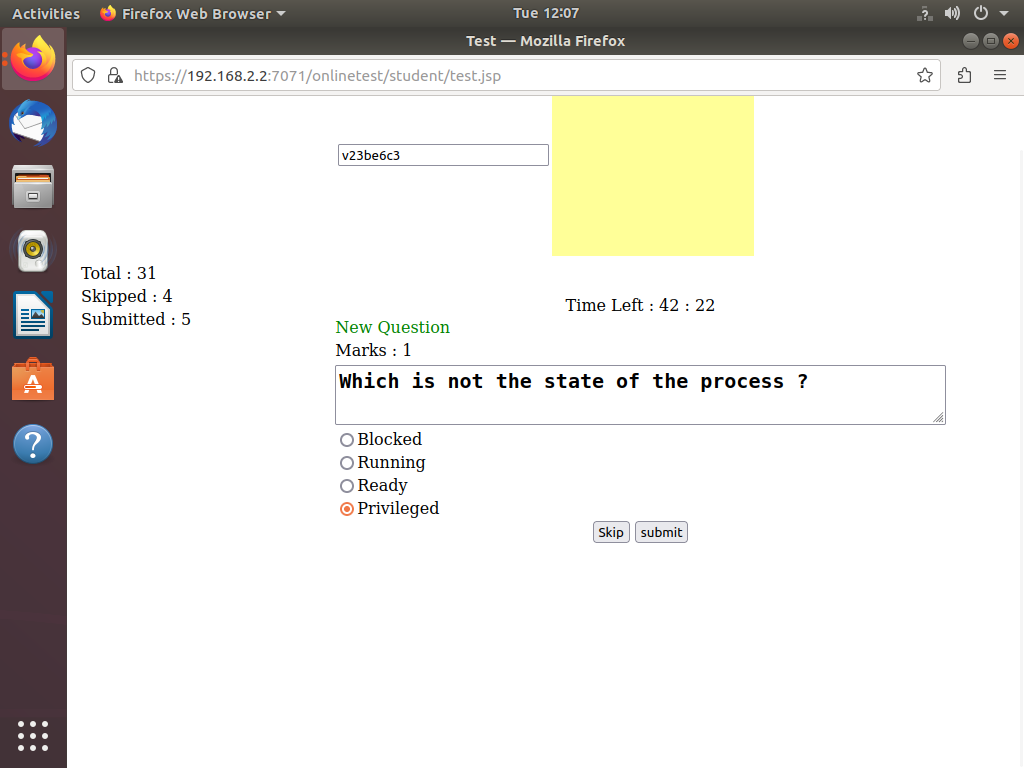 Activities Firefox Web Browser Tue 12:07
Test — Mozilla Firefox
https://192.168.2.2:7071/onlinetest/student/test.jsp
v23be6c3
Total : 31
Skipped : 4
Submitted : 5
Time Left : 42 : 22
New Question
Marks : 1
Which is not the state of the process ?
Blocked
Running
Ready
Privileged
Skip submit